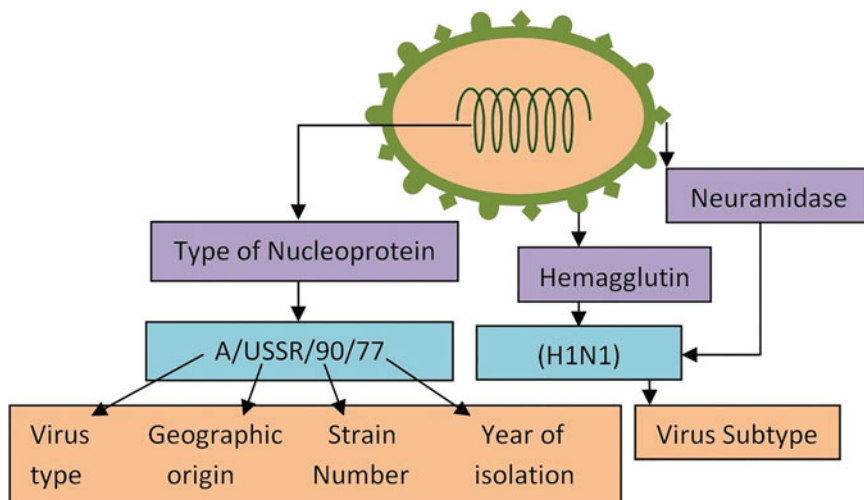 Neuramidase
Type of Nucleoprotein
Hemagglutin
A/USSR/90/77
(H1N1)
Virus type
Geographic origin
Strain Number
Year of isolation
Virus Subtype